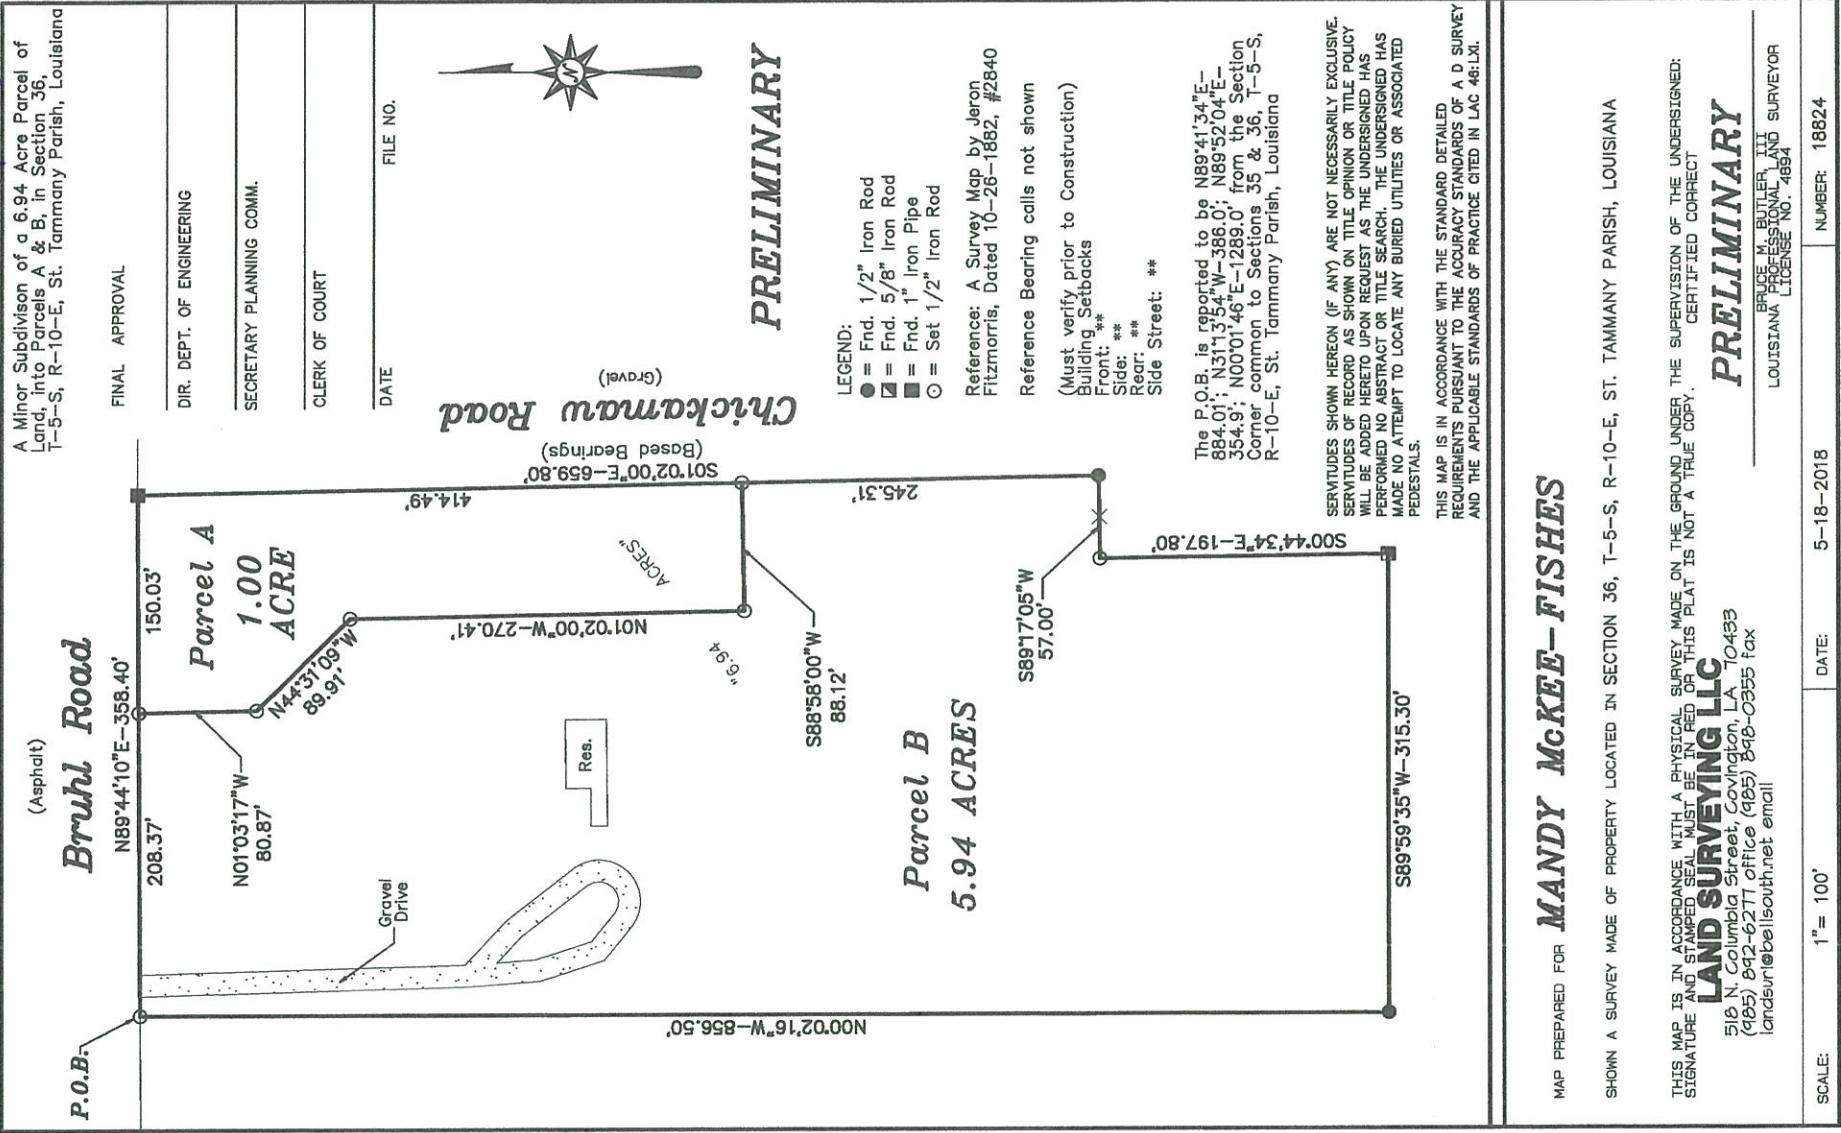 A Minor Subdivison of a 6.94 Acre Parcel of
Land, into Parcels A & B, in Section 36,
T-5-S, R-10-E, St. Tammany Parish, Louisiana
FINAL APPROVAL
DIR. DEPT. OF ENGINEERING
SECRETARY PLANNING COMM.
CLERK OF COURT
DATE FILE NO.
N
PRELIMINARY
(Asphalt)
Bruhl Road
P.O.B.
N89°44'10"E-358.40'
208.37'
150.03'
Parcel A
1.00
ACRE
N01°03'17"W
80.87'
N44°31'09"W
89.91'
N01°02'00"W-270.41'
414.49'
S01°02'00"E-659.80'
(Based Bearings)
Chickamaw Road
(Gravel)
"6.94
ACRES"
S88°58'00"W
88.12'
245.31'
Gravel
Drive
Res.
Parcel B
5.94 ACRES
S89°17'05"W
57.00'
S00°44'34"E-197.80'
S89°59'35"W-315.30'
N00°02'16"W-856.50'
LEGEND:
= Fnd. 1/2" Iron Rod
= Fnd. 5/8" Iron Rod
= Fnd. 1" Iron Pipe
= Set 1/2" Iron Rod
Reference: A Survey Map by Jeron
Fitzmorris, Dated 10-26-1882, #2840
Reference Bearing calls not shown
(Must verify prior to Construction)
Building Setbacks
Front: **
Side: **
Rear: **
Side Street: **
The P.O.B. is reported to be N89°41'34"E-
884.01'; N31°13'54"W-386.0'; N89°52'04"E-
354.9'; N00°01'46"E-1289.0' from the Section
Corner common to Sections 35 & 36, T-5-S,
R-10-E, St. Tammany Parish, Louisiana
SERVITUDES SHOWN HEREON (IF ANY) ARE NOT NECESSARILY EXCLUSIVE.
SERVITUDES OF RECORD AS SHOWN ON TITLE OPINION OR TITLE POLICY
WILL BE ADDED HERETO UPON REQUEST AS THE UNDERSIGNED HAS
PERFORMED NO ABSTRACT OR TITLE SEARCH. THE UNDERSIGNED HAS
MADE NO ATTEMPT TO LOCATE ANY BURIED UTILITIES OR ASSOCIATED
PEDESTALS.
THIS MAP IS IN ACCORDANCE WITH THE STANDARD DETAILED
REQUIREMENTS PURSUANT TO THE ACCURACY STANDARDS OF A D SURVEY
AND THE APPLICABLE STANDARDS OF PRACTICE CITED IN LAC 46:LXI.
MAP PREPARED FOR MANDY McKEE-FISHES
SHOWN A SURVEY MADE OF PROPERTY LOCATED IN SECTION 36, T-5-S, R-10-E, ST. TAMMANY PARISH, LOUISIANA
THIS MAP IS IN ACCORDANCE WITH A PHYSICAL SURVEY MADE ON THE GROUND UNDER THE SUPERVISION OF THE UNDERSIGNED:
SIGNATURE AND STAMPED SEAL MUST BE IN RED OR THIS PLAT IS NOT A TRUE COPY. CERTIFIED CORRECT
LAND SURVEYING LLC
518 N. Columbia Street, Covington, LA 70433
(985) 892-6277 office (985) 898-0355 fax
landsur1@bellsouth.net email
PRELIMINARY
BRUCE M. BUTLER, III
LOUISIANA PROFESSIONAL LAND SURVEYOR
LICENSE NO. 4894
SCALE: 1"= 100' DATE: 5-18-2018 NUMBER: 18824